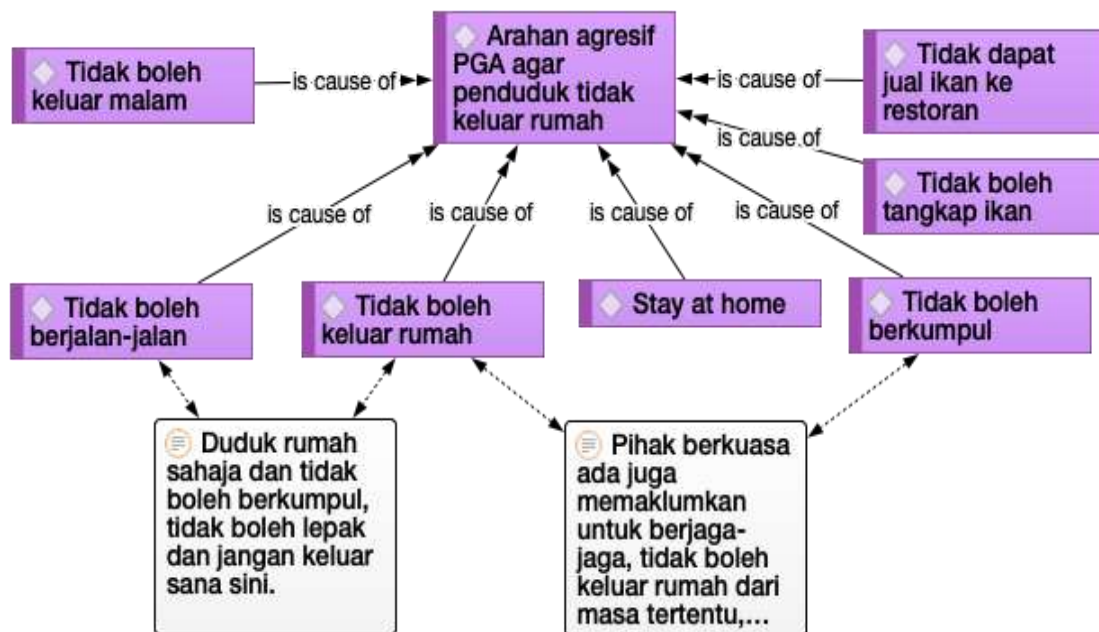 Arahan agresif
PGA agar
penduduk tidak
keluar rumah
Tidak boleh
keluar malam
is cause of
is cause of
Tidak dapat
jual ikan ke
restoran
is cause of
Tidak boleh
tangkap ikan
is cause of
is cause of
is cause of
is cause of
Tidak boleh
berjalan-jalan
Tidak boleh
keluar rumah
Stay at home
Tidak boleh
berkumpul
Duduk rumah
sahaja dan tidak
boleh berkumpul,
tidak boleh lepak
dan jangan keluar
sana sini.
Pihak berkuasa
ada juga
memaklumkan
untuk berjaga-
jaga, tidak boleh
keluar rumah dari
masa tertentu,...